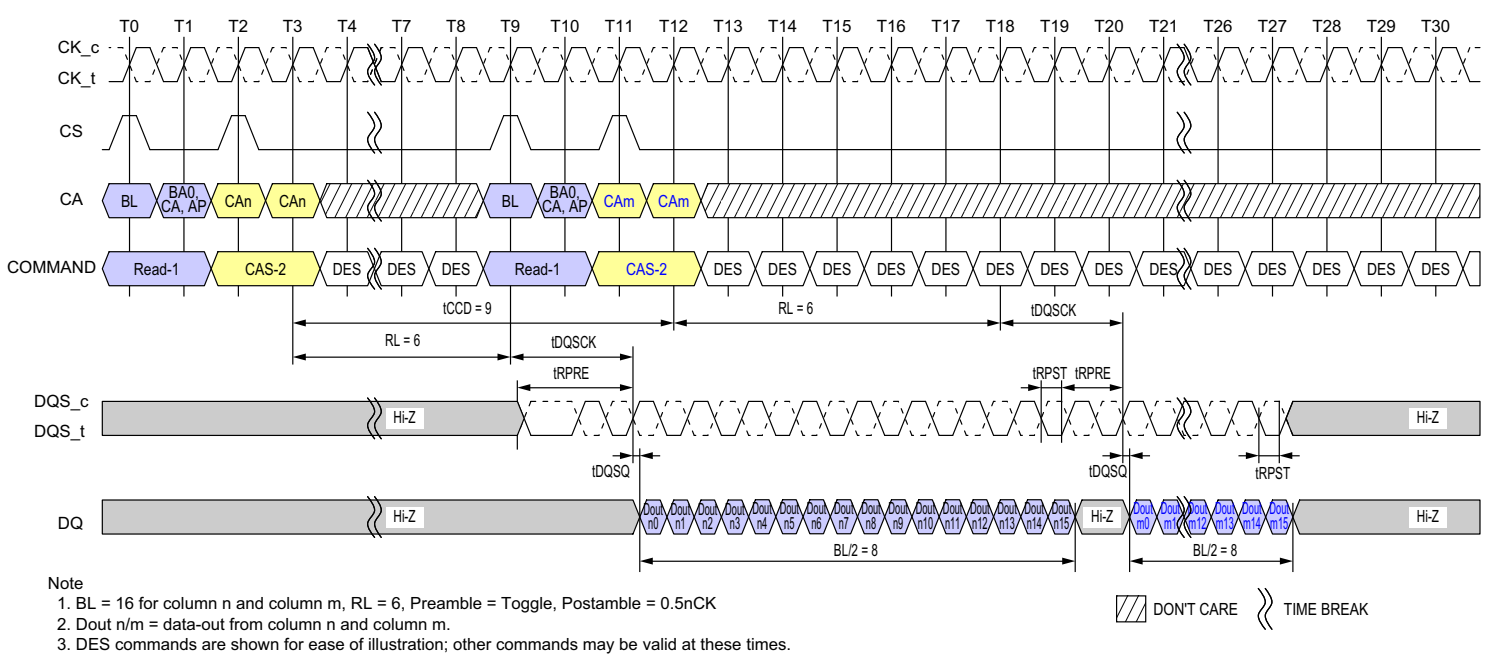 T0 T1 T2 T3 T4 T7 T8 T9 T10 T11 T12 T13 T14 T15 T16 T17 T18 T19 T20 T21 T26 T27 T28 T29 T30
CK_c
CK_t
CS
CA BL BA0, CA, AP CAn CAn BL BA0, CA, AP CAm CAm
COMMAND Read-1 CAS-2 DES DES DES Read-1 CAS-2 DES DES DES DES DES DES DES DES DES DES DES DES DES DES
tCCD = 9 RL = 6 tDQSCK
RL = 6 tDQSCK
tRPRE tRPST tRPRE
DQS_c
DQS_t
Hi-Z Hi-Z
tDQSQ tDQSQ tRPST
DQ Hi-Z Dout n0 Dout n1 Dout n2 Dout n3 Dout n4 Dout n5 Dout n6 Dout n7 Dout n8 Dout n9 Dout n10 Dout n11 Dout n12 Dout n13 Dout n14 Dout n15 Hi-Z Dout m0 Dout m1 Dout m12 Dout m13 Dout m14 Dout m15 Hi-Z
BL/2 = 8 BL/2 = 8
Note
1. BL = 16 for column n and column m, RL = 6, Preamble = Toggle, Postamble = 0.5nCK
2. Dout n/m = data-out from column n and column m.
3. DES commands are shown for ease of illustration; other commands may be valid at these times.
DON'T CARE TIME BREAK